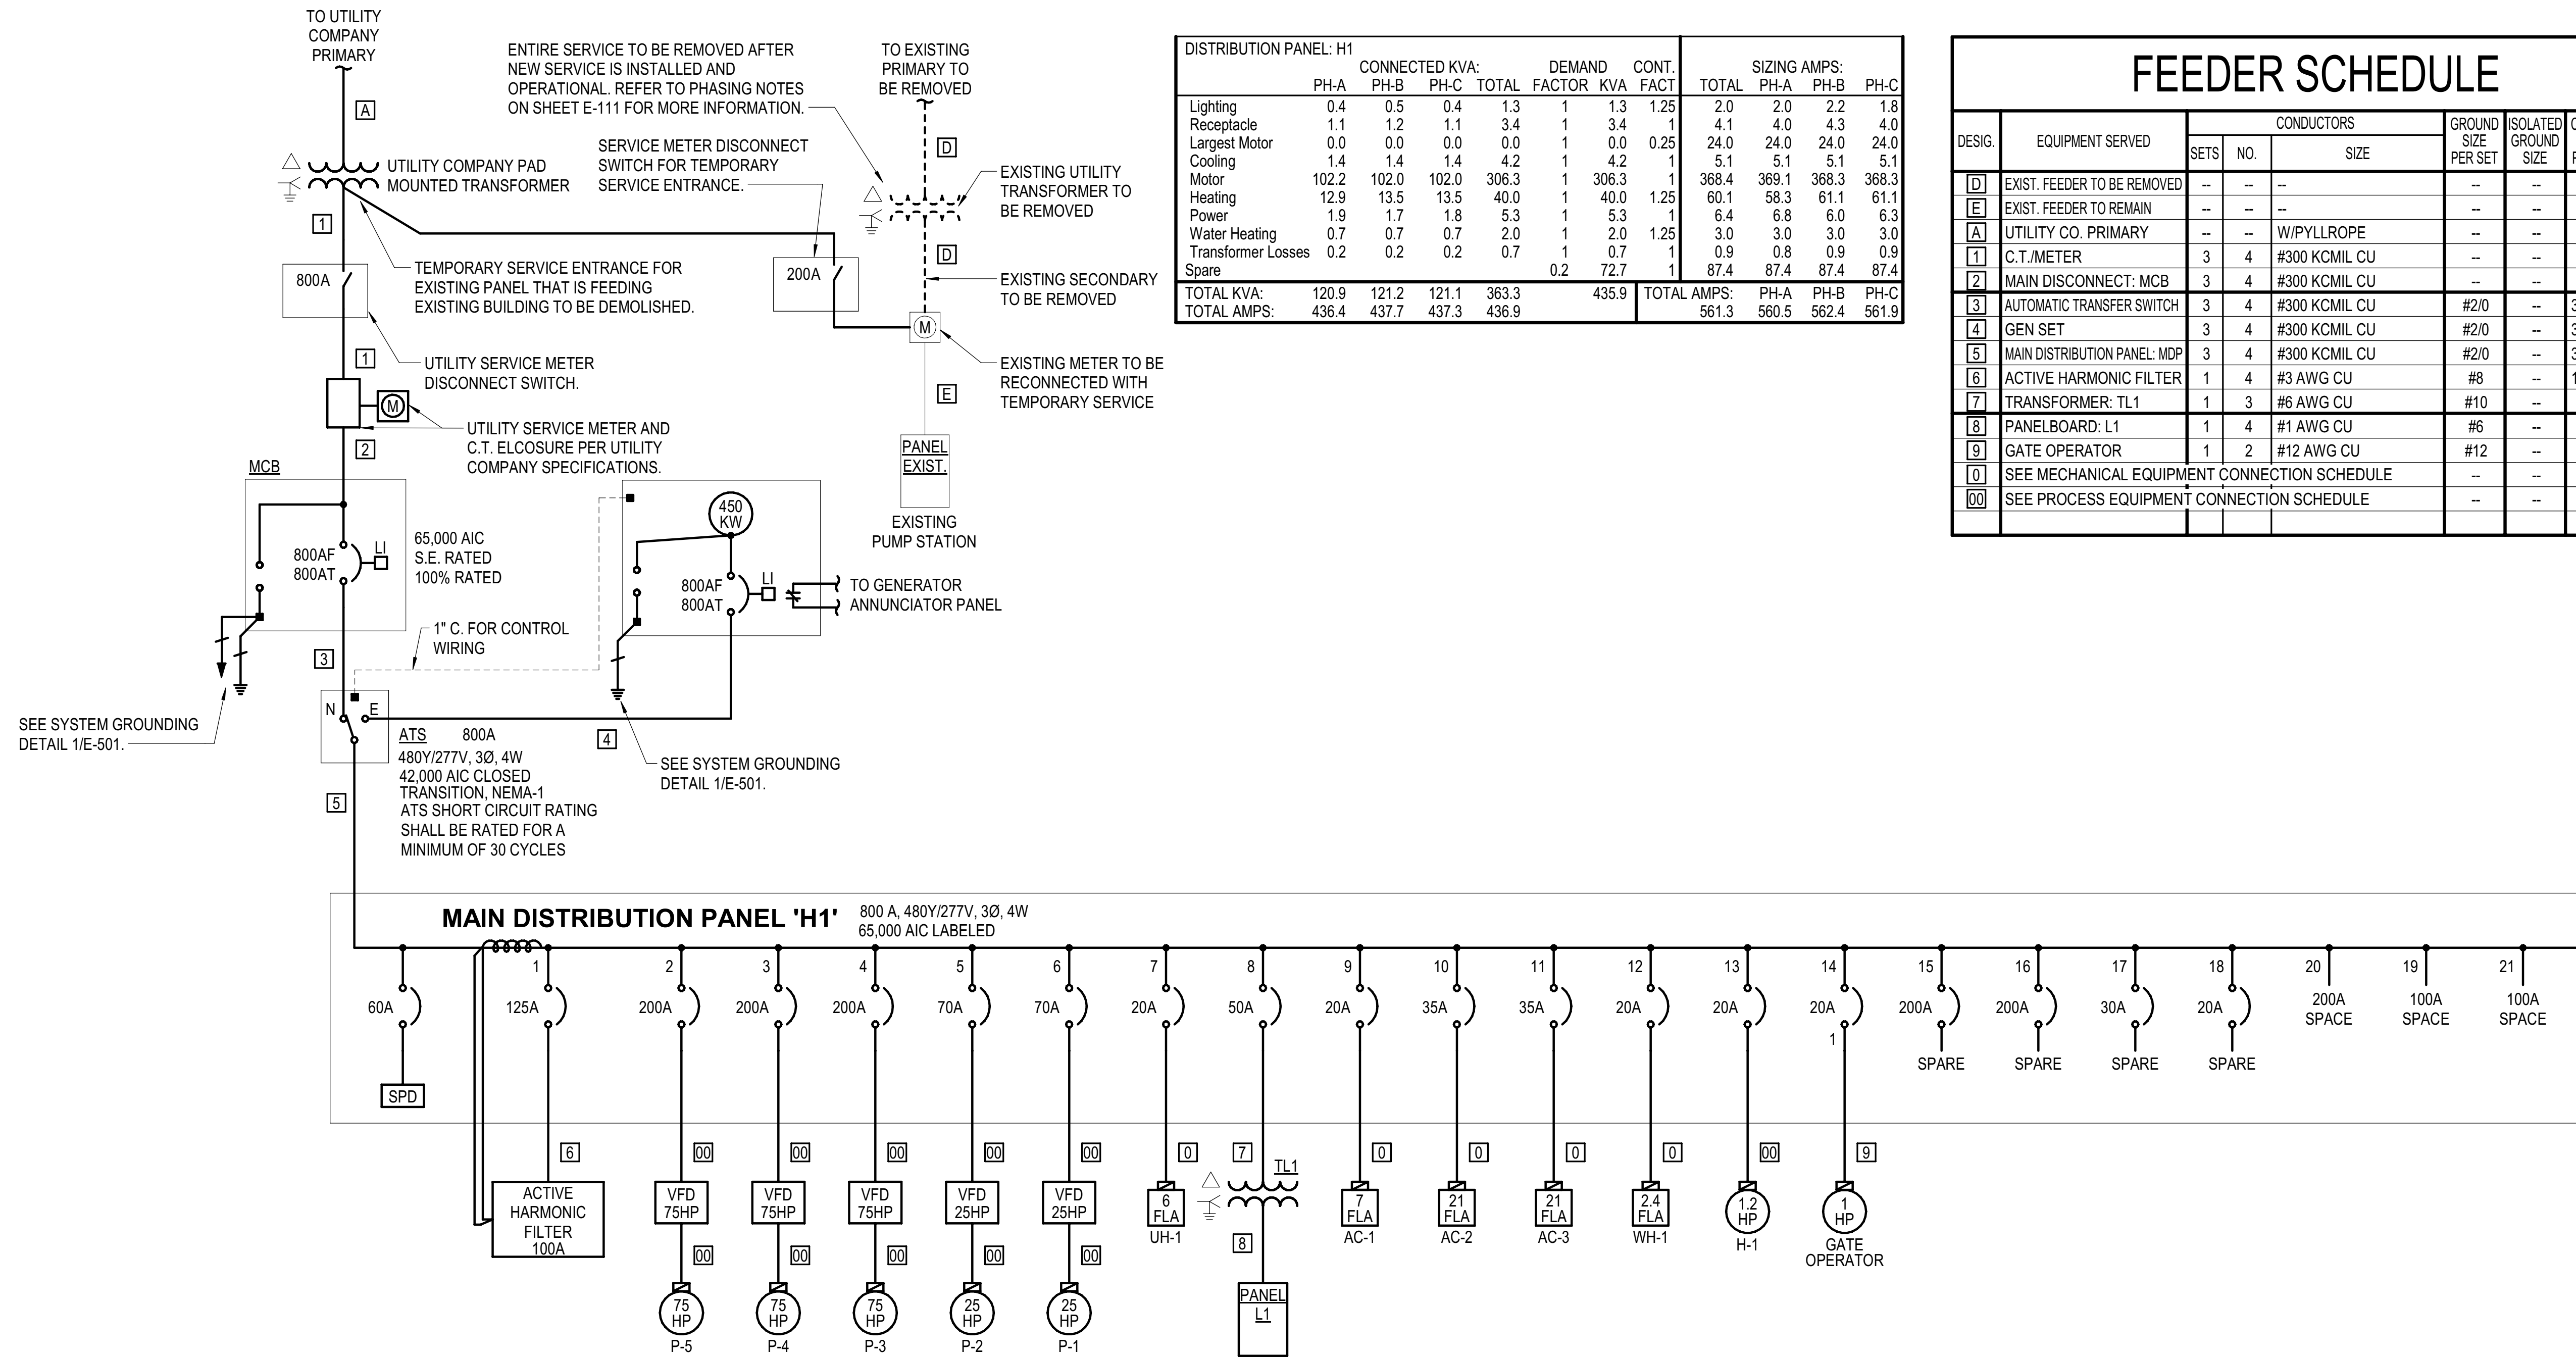 TO UTILITY
COMPANY
PRIMARY
A
UTILITY COMPANY PAD
MOUNTED TRANSFORMER
1
ENTIRE SERVICE TO BE REMOVED AFTER
NEW SERVICE IS INSTALLED AND
OPERATIONAL. REFER TO PHASING NOTES
ON SHEET E-111 FOR MORE INFORMATION.
SERVICE METER DISCONNECT
SWITCH FOR TEMPORARY
SERVICE ENTRANCE.
TO EXISTING
PRIMARY TO
BE REMOVED
D
EXISTING UTILITY
TRANSFORMER TO
BE REMOVED
D
EXISTING SECONDARY
TO BE REMOVED
800A
TEMPORARY SERVICE ENTRANCE FOR
EXISTING PANEL THAT IS FEEDING
EXISTING BUILDING TO BE DEMOLISHED.
200A
M
EXISTING METER TO BE
RECONNECTED WITH
TEMPORARY SERVICE
E
PANEL
EXIST.
EXISTING
PUMP STATION
1
UTILITY SERVICE METER
DISCONNECT SWITCH.
M
UTILITY SERVICE METER AND
C.T. ELCOSURE PER UTILITY
COMPANY SPECIFICATIONS.
2
MCB
800AF
800AT
LI
65,000 AIC
S.E. RATED
100% RATED
450
KW
800AF
800AT
LI
TO GENERATOR
ANNUNCIATOR PANEL
1" C. FOR CONTROL
WIRING
3
SEE SYSTEM GROUNDING
DETAIL 1/E-501.
N
E
ATS 800A
480Y/277V, 3Ø, 4W
42,000 AIC CLOSED
TRANSITION, NEMA-1
ATS SHORT CIRCUIT RATING
SHALL BE RATED FOR A
MINIMUM OF 30 CYCLES
4
SEE SYSTEM GROUNDING
DETAIL 1/E-501.
5
DISTRIBUTION PANEL: H1
CONNECTED KVA: DEMAND CONT. SIZING AMPS:
PH-A PH-B PH-C TOTAL FACTOR KVA FACT TOTAL PH-A PH-B PH-C
Lighting 0.4 0.5 0.4 1.3 1 1.3 1.25 2.0 2.0 2.2 1.8
Receptacle 1.1 1.2 1.1 3.4 1 3.4 1 4.1 4.0 4.3 4.0
Largest Motor 0.0 0.0 0.0 0.0 1 0.0 0.25 24.0 24.0 24.0 24.0
Cooling 1.4 1.4 1.4 4.2 1 4.2 1 5.1 5.1 5.1 5.1
Motor 102.2 102.0 102.0 306.3 1 306.3 1 368.4 369.1 368.3 368.3
Heating 12.9 13.5 13.5 40.0 1 40.0 1.25 60.1 58.3 61.1 61.1
Power 1.9 1.7 1.8 5.3 1 5.3 1 6.4 6.8 6.0 6.3
Water Heating 0.7 0.7 0.7 2.0 1 2.0 1.25 3.0 3.0 3.0 3.0
Transformer Losses 0.2 0.2 0.2 0.7 1 0.7 1 0.9 0.8 0.9 0.9
Spare 0.2 72.7 1 87.4 87.4 87.4 87.4
TOTAL KVA: 120.9 121.2 121.1 363.3 435.9 TOTAL AMPS: PH-A PH-B PH-C
TOTAL AMPS: 436.4 437.7 437.3 436.9 561.3 560.5 562.4 561.9
FEEDER SCHEDULE
DESIG. EQUIPMENT SERVED CONDUCTORS SETS NO. SIZE GROUND SIZE PER SET ISOLATED GROUND SIZE
D EXIST. FEEDER TO BE REMOVED -- -- -- -- --
E EXIST. FEEDER TO REMAIN -- -- -- -- --
A UTILITY CO. PRIMARY -- -- W/PYLLROPE -- --
1 C.T./METER 3 4 #300 KCMIL CU -- --
2 MAIN DISCONNECT: MCB 3 4 #300 KCMIL CU -- --
3 AUTOMATIC TRANSFER SWITCH 3 4 #300 KCMIL CU #2/0 --
4 GEN SET 3 4 #300 KCMIL CU #2/0 --
5 MAIN DISTRIBUTION PANEL: MDP 3 4 #300 KCMIL CU #2/0 --
6 ACTIVE HARMONIC FILTER 1 4 #3 AWG CU #8 --
7 TRANSFORMER: TL1 1 3 #6 AWG CU #10 --
8 PANELBOARD: L1 1 4 #1 AWG CU #6 --
9 GATE OPERATOR 1 2 #12 AWG CU #12 --
0 SEE MECHANICAL EQUIPMENT CONNECTION SCHEDULE -- --
00 SEE PROCESS EQUIPMENT CONNECTION SCHEDULE -- --
MAIN DISTRIBUTION PANEL 'H1' 800 A, 480Y/277V, 3Ø, 4W
65,000 AIC LABELED
1 2 3 4 5 6 7 8 9 10 11 12 13 14 15 16 17 18 20 19 21
60A 125A 200A 200A 200A 70A 70A 20A 50A 20A 35A 35A 20A 20A 20A 200A 200A 30A 20A 200A 100A 100A
SPACE SPACE SPACE
1
SPARE SPARE SPARE SPARE
SPD
6 00 00 00 00 00 0 7 0 0 0 0 00 9
TL1
ACTIVE
HARMONIC
FILTER
100A
VFD
75HP
VFD
75HP
VFD
75HP
VFD
25HP
VFD
25HP
6
FLA
UH-1
7
FLA
AC-1
21
FLA
AC-2
21
FLA
AC-3
2.4
FLA
WH-1
1.2
HP
H-1
1
HP
GATE
OPERATOR
00 00 00 00 00 8
75
HP
P-5
75
HP
P-4
75
HP
P-3
25
HP
P-2
25
HP
P-1
PANEL
L1